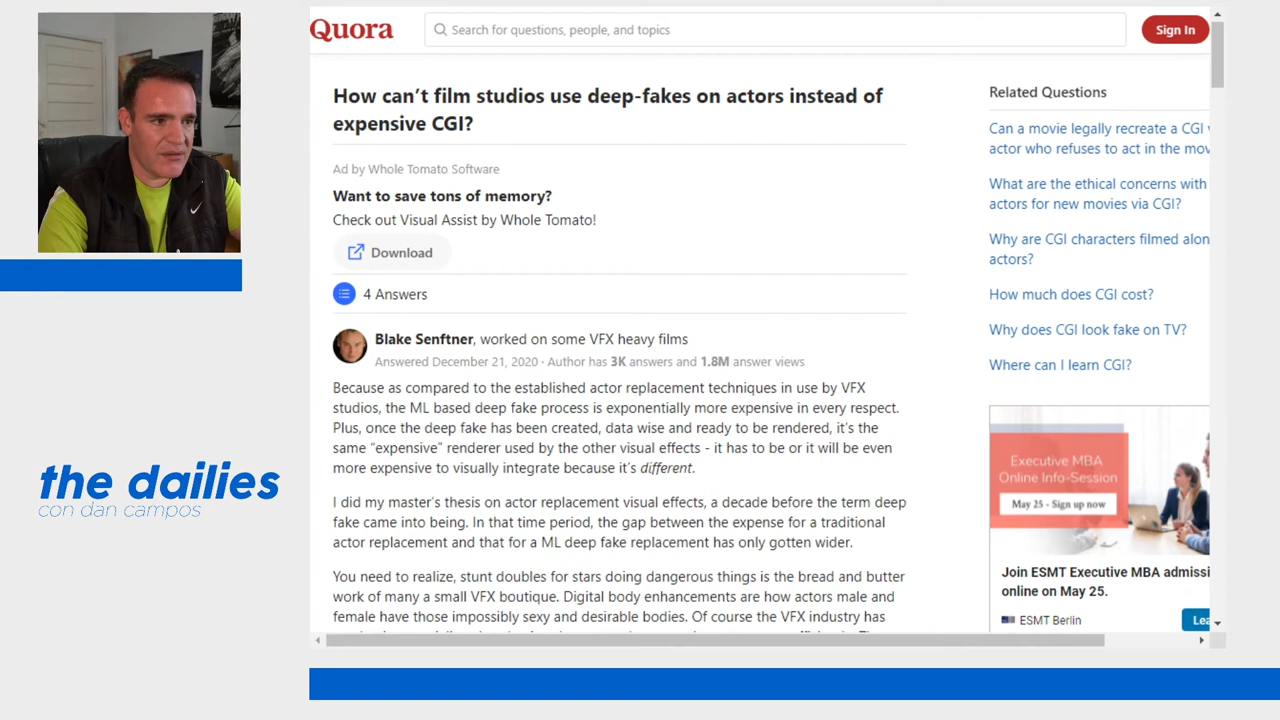 Quora
Search for questions, people, and topics
Sign In
How can't film studios use deep-fakes on actors instead of
expensive CGI?
Ad by Whole Tomato Software
Want to save tons of memory?
Check out Visual Assist by Whole Tomato!
Download
4 Answers
Blake Senftner, worked on some VFX heavy films
Answered December 21, 2020 · Author has 3K answers and 1.8M answer views
Because as compared to the established actor replacement techniques in use by VFX
studios, the ML based deep fake process is exponentially more expensive in every respect.
Plus, once the deep fake has been created, data wise and ready to be rendered, it's the
same “expensive” renderer used by the other visual effects - it has to be or it will be even
more expensive to visually integrate because it's different.
I did my master's thesis on actor replacement visual effects, a decade before the term deep
fake came into being. In that time period, the gap between the expense for a traditional
actor replacement and that for a ML deep fake replacement has only gotten wider.
You need to realize, stunt doubles for stars doing dangerous things is the bread and butter
work of many a small VFX boutique. Digital body enhancements are how actors male and
female have those impossibly sexy and desirable bodies. Of course the VFX industry has
Related Questions
Can a movie legally recreate a CGI
actor who refuses to act in the mov
What are the ethical concerns with
actors for new movies via CGI?
Why are CGI characters filmed alon
actors?
How much does CGI cost?
Why does CGI look fake on TV?
Where can I learn CGI?
Executive MBA
Online Info-Session
May 25 - Sign up now
Join ESMT Executive MBA admissi
online on May 25.
ESMT Berlin
Lea
the dailies
con dan campos